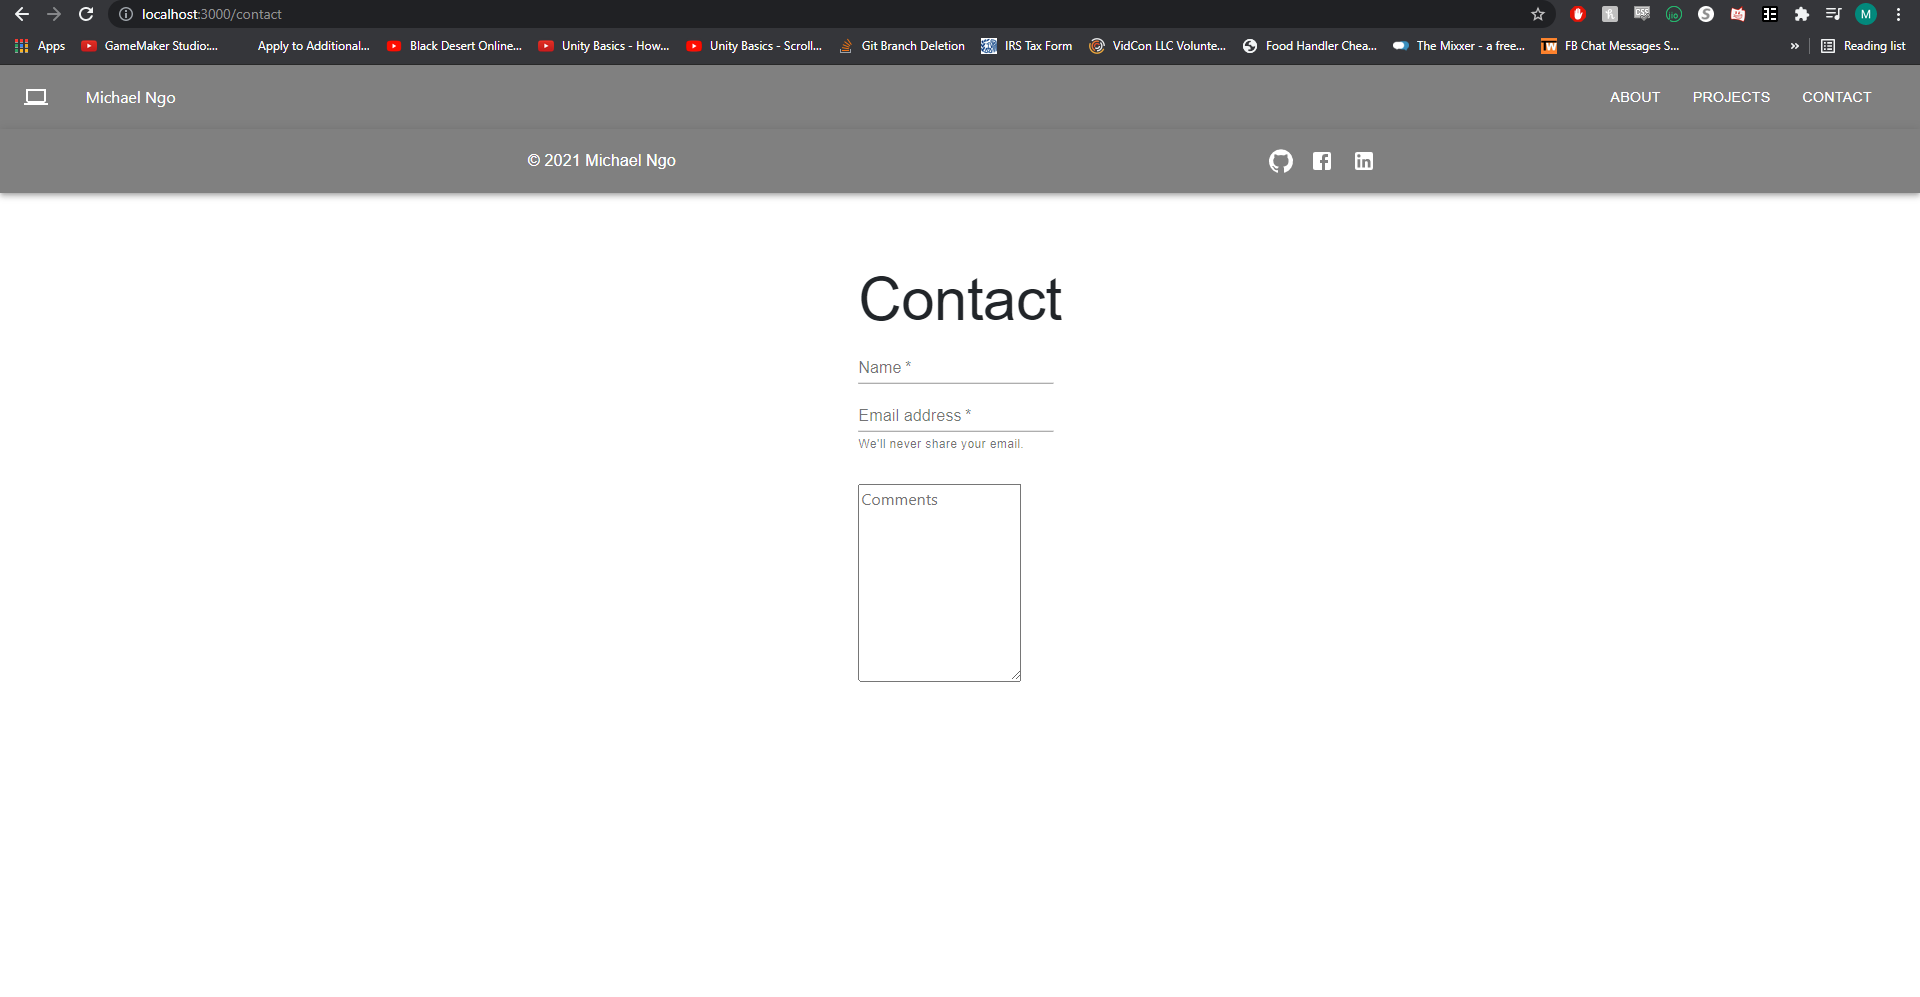 localhost:3000/contact
M
Apps GameMaker Studio:... Apply to Additional... Black Desert Online... Unity Basics - How... Unity Basics - Scroll... Git Branch Deletion IRS Tax Form VidCon LLC Volunte... Food Handler Chea... The Mixxer - a free... FB Chat Messages S... » Reading list
Michael Ngo ABOUT PROJECTS CONTACT
© 2021 Michael Ngo
Contact
Name *
Email address *
We'll never share your email.
Comments